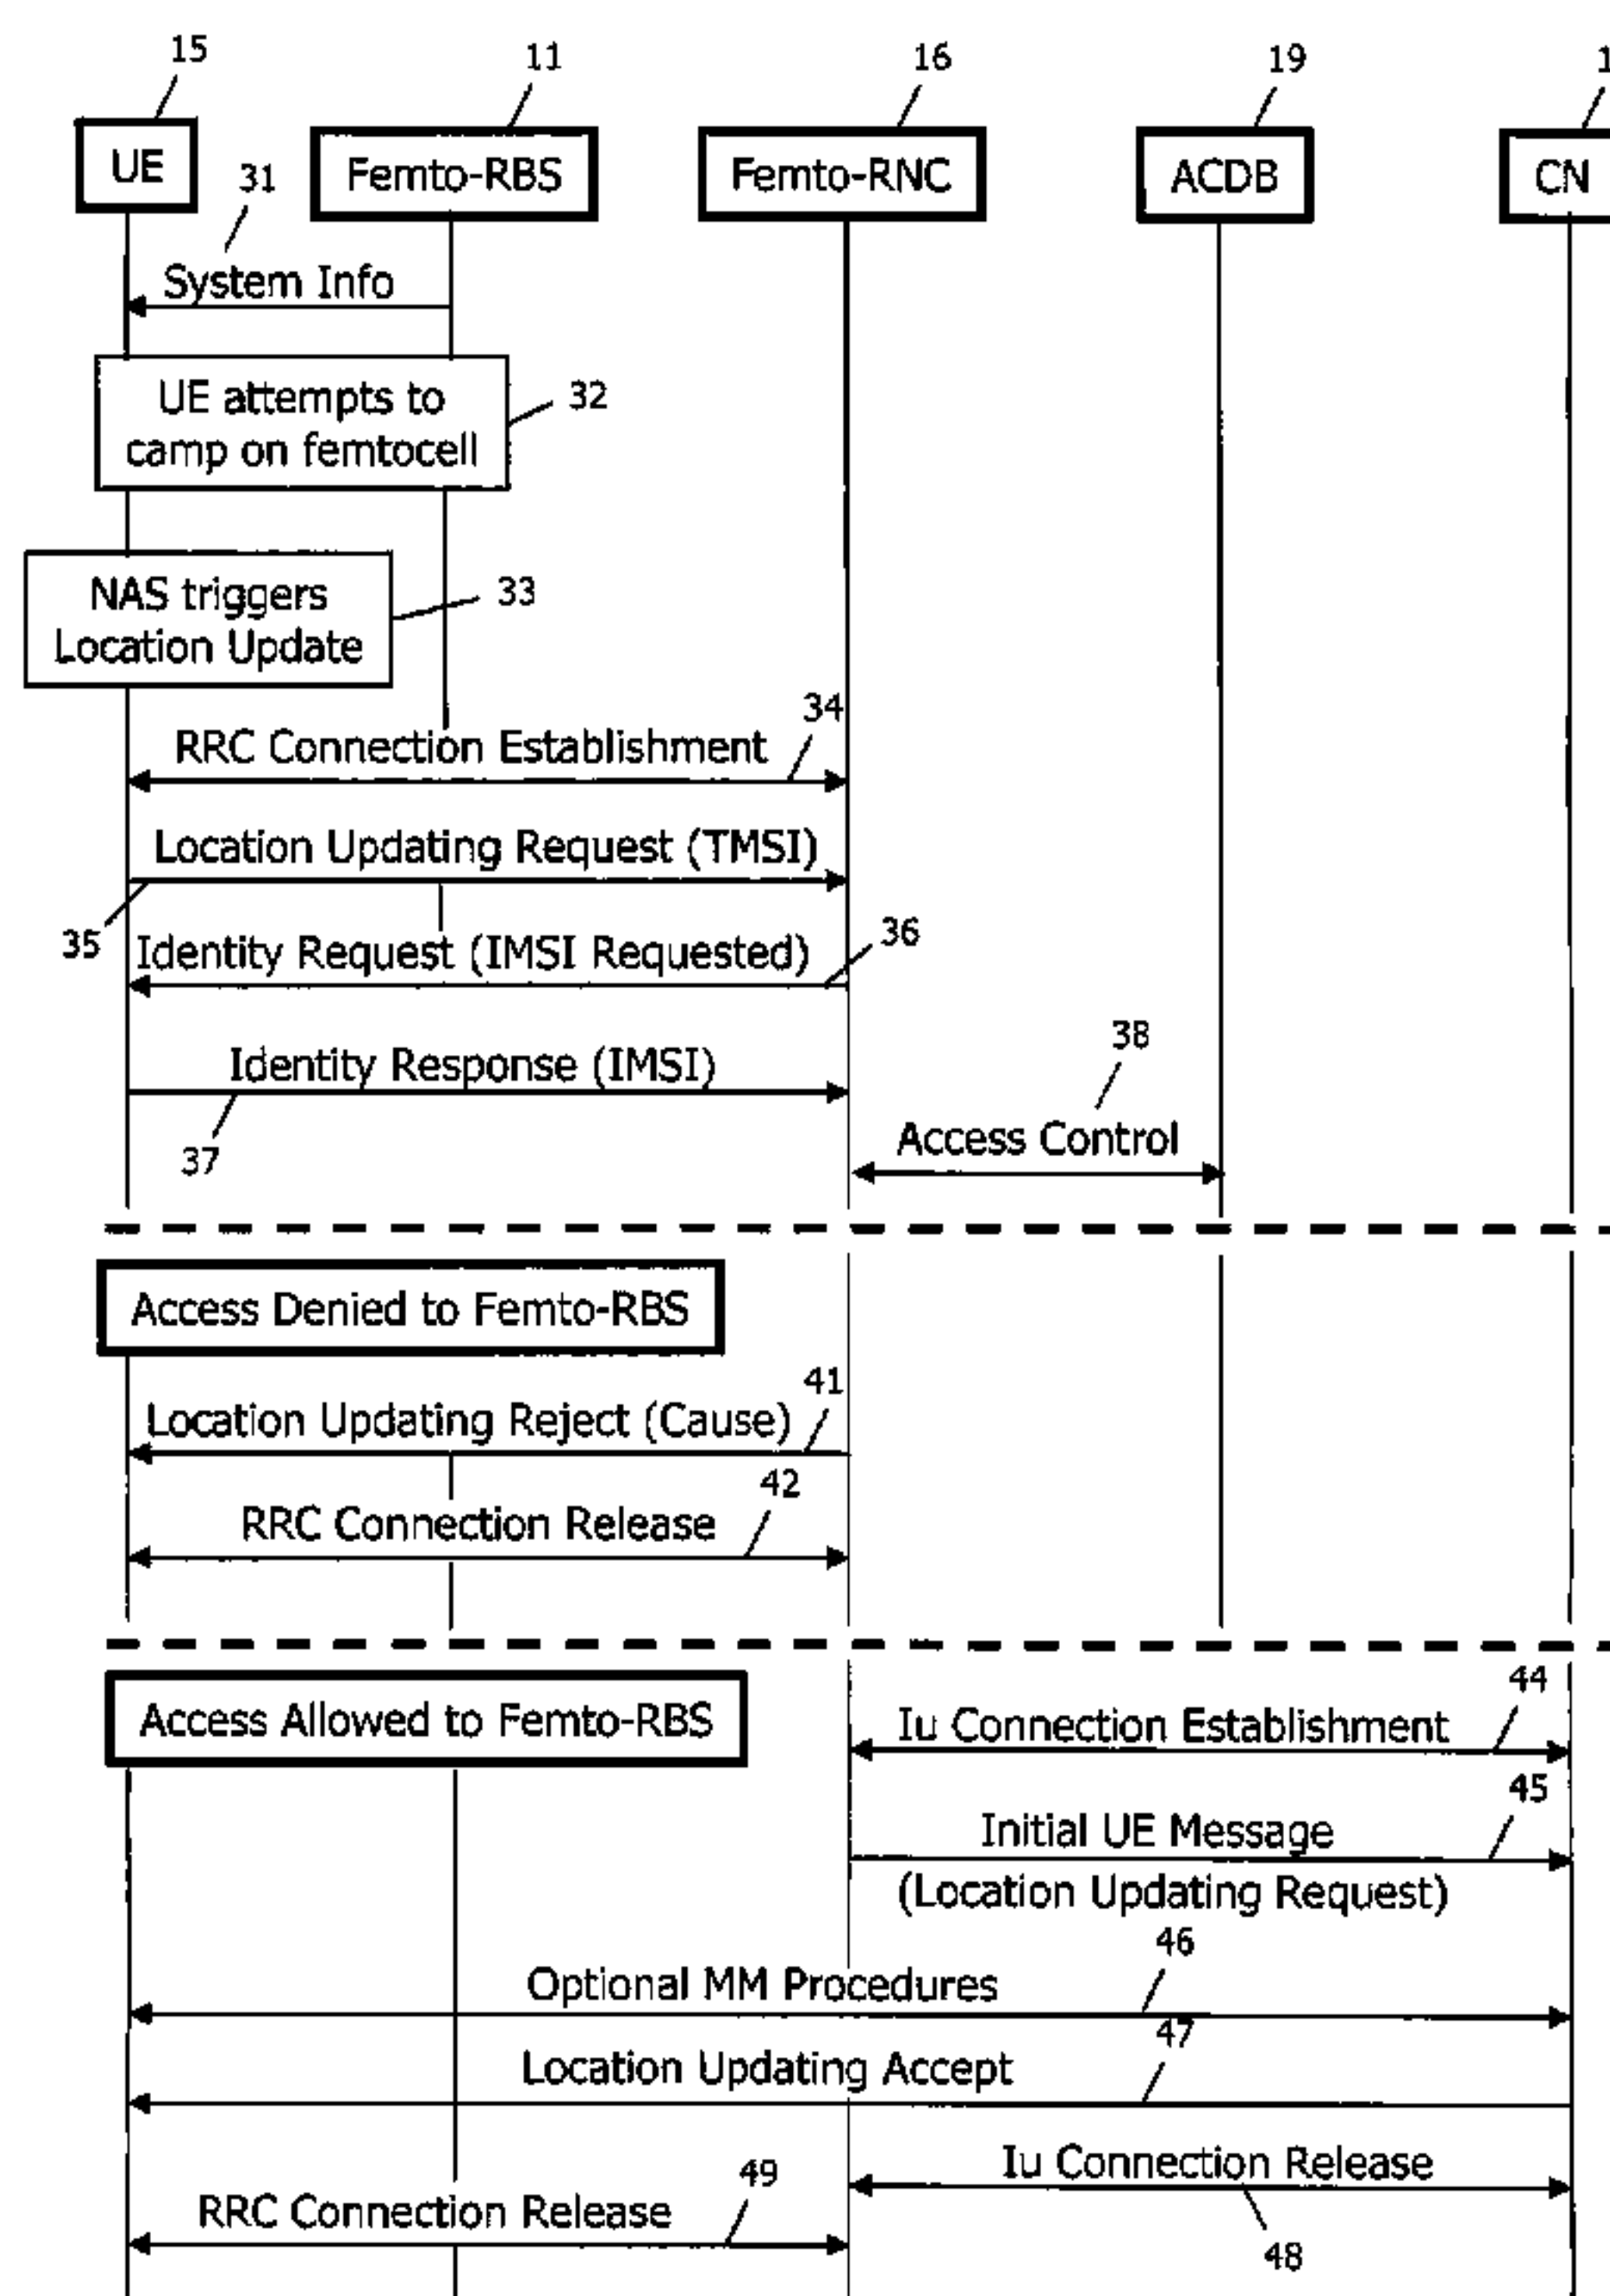 15
11
16
19
UE
Femto-RBS
Femto-RNC
ACDB
CN
31
System Info
UE attempts to
camp on femtocell
32
NAS triggers
Location Update
33
34
RRC Connection Establishment
Location Updating Request (TMSI)
35
36
Identity Request (IMSI Requested)
Identity Response (IMSI)
37
38
Access Control
Access Denied to Femto-RBS
41
Location Updating Reject (Cause)
42
RRC Connection Release
Access Allowed to Femto-RBS
44
Iu Connection Establishment
45
Initial UE Message
(Location Updating Request)
46
Optional MM Procedures
47
Location Updating Accept
Iu Connection Release
48
49
RRC Connection Release